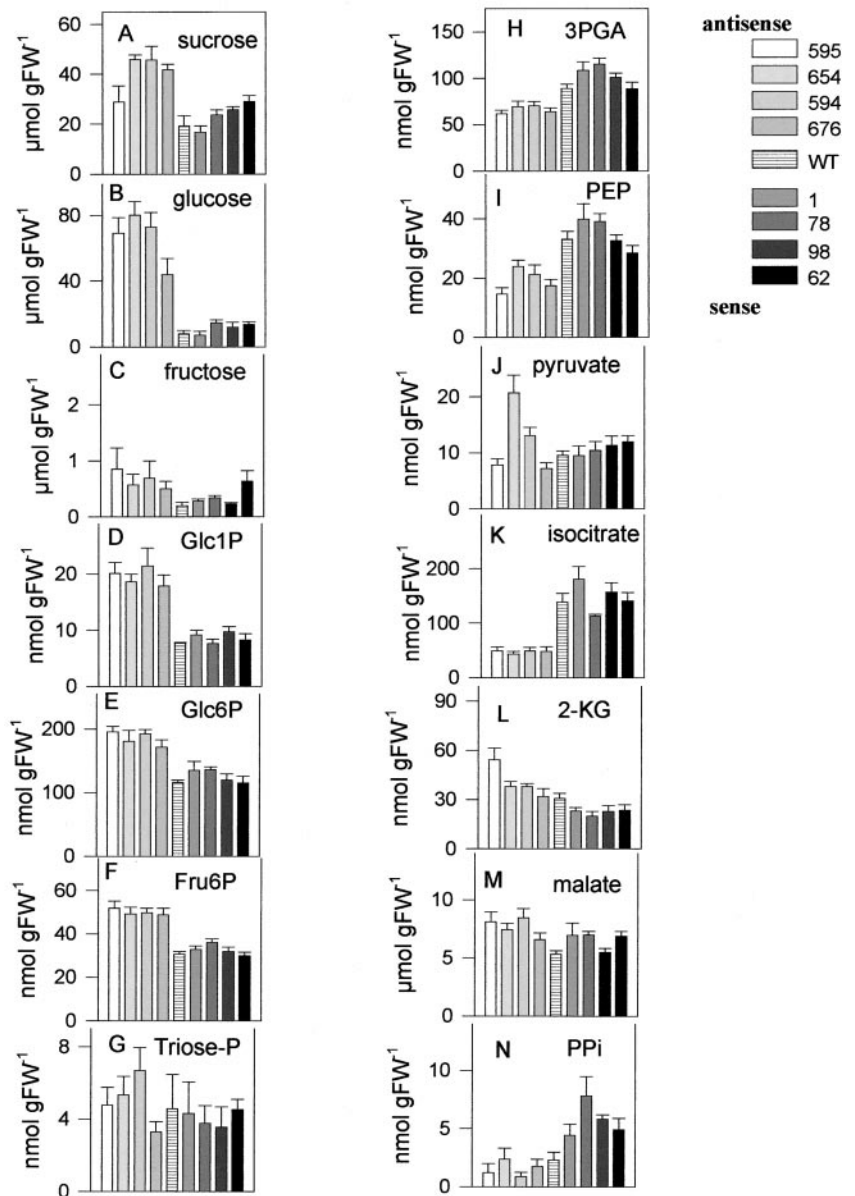 A
sucrose
60
40
20
0
µmol gFW⁻¹
B
glucose
80
40
0
µmol gFW⁻¹
C
fructose
2
1
0
µmol gFW⁻¹
D
Glc1P
20
10
0
nmol gFW⁻¹
E
Glc6P
200
100
0
nmol gFW⁻¹
F
Fru6P
60
40
20
0
nmol gFW⁻¹
G
Triose-P
8
4
0
nmol gFW⁻¹
H
3PGA
150
100
50
0
nmol gFW⁻¹
I
PEP
40
20
0
nmol gFW⁻¹
J
pyruvate
20
10
0
nmol gFW⁻¹
K
isocitrate
200
100
0
nmol gFW⁻¹
L
2-KG
90
60
30
0
nmol gFW⁻¹
M
malate
10
5
0
µmol gFW⁻¹
N
PPi
10
5
0
nmol gFW⁻¹
antisense
595
654
594
676
WT
1
78
98
62
sense